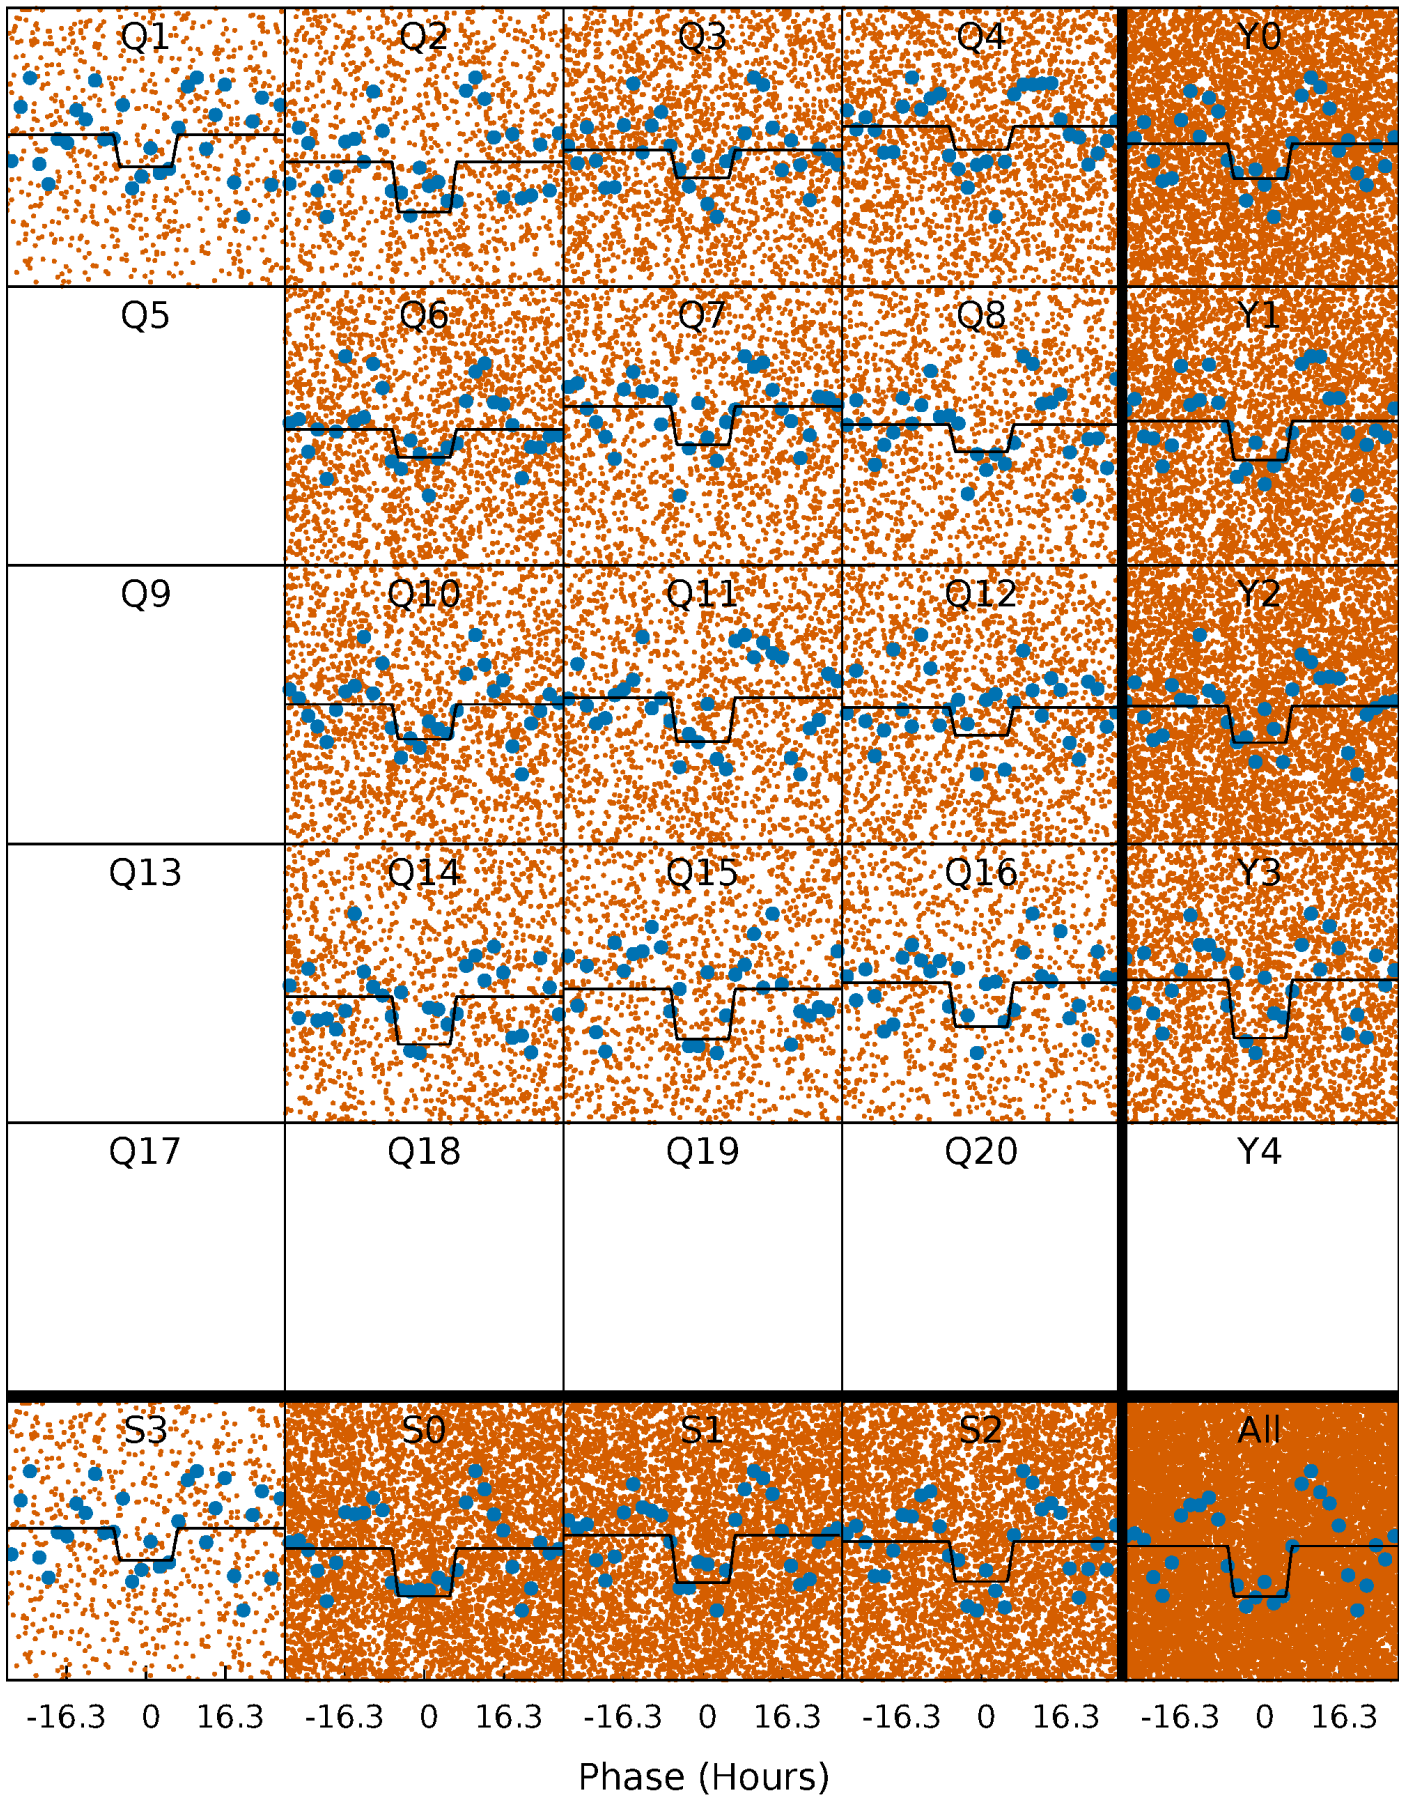 Q1 Q2 Q3 Q4 Y0
Q5 Q6 Q7 Q8 Y1
Q9 Q10 Q11 Q12 Y2
Q13 Q14 Q15 Q16 Y3
Q17 Q18 Q19 Q20 Y4
S3 S0 S1 S2 All
-16.3 0 16.3 -16.3 0 16.3 -16.3 0 16.3 -16.3 0 16.3 -16.3 0 16.3
Phase (Hours)